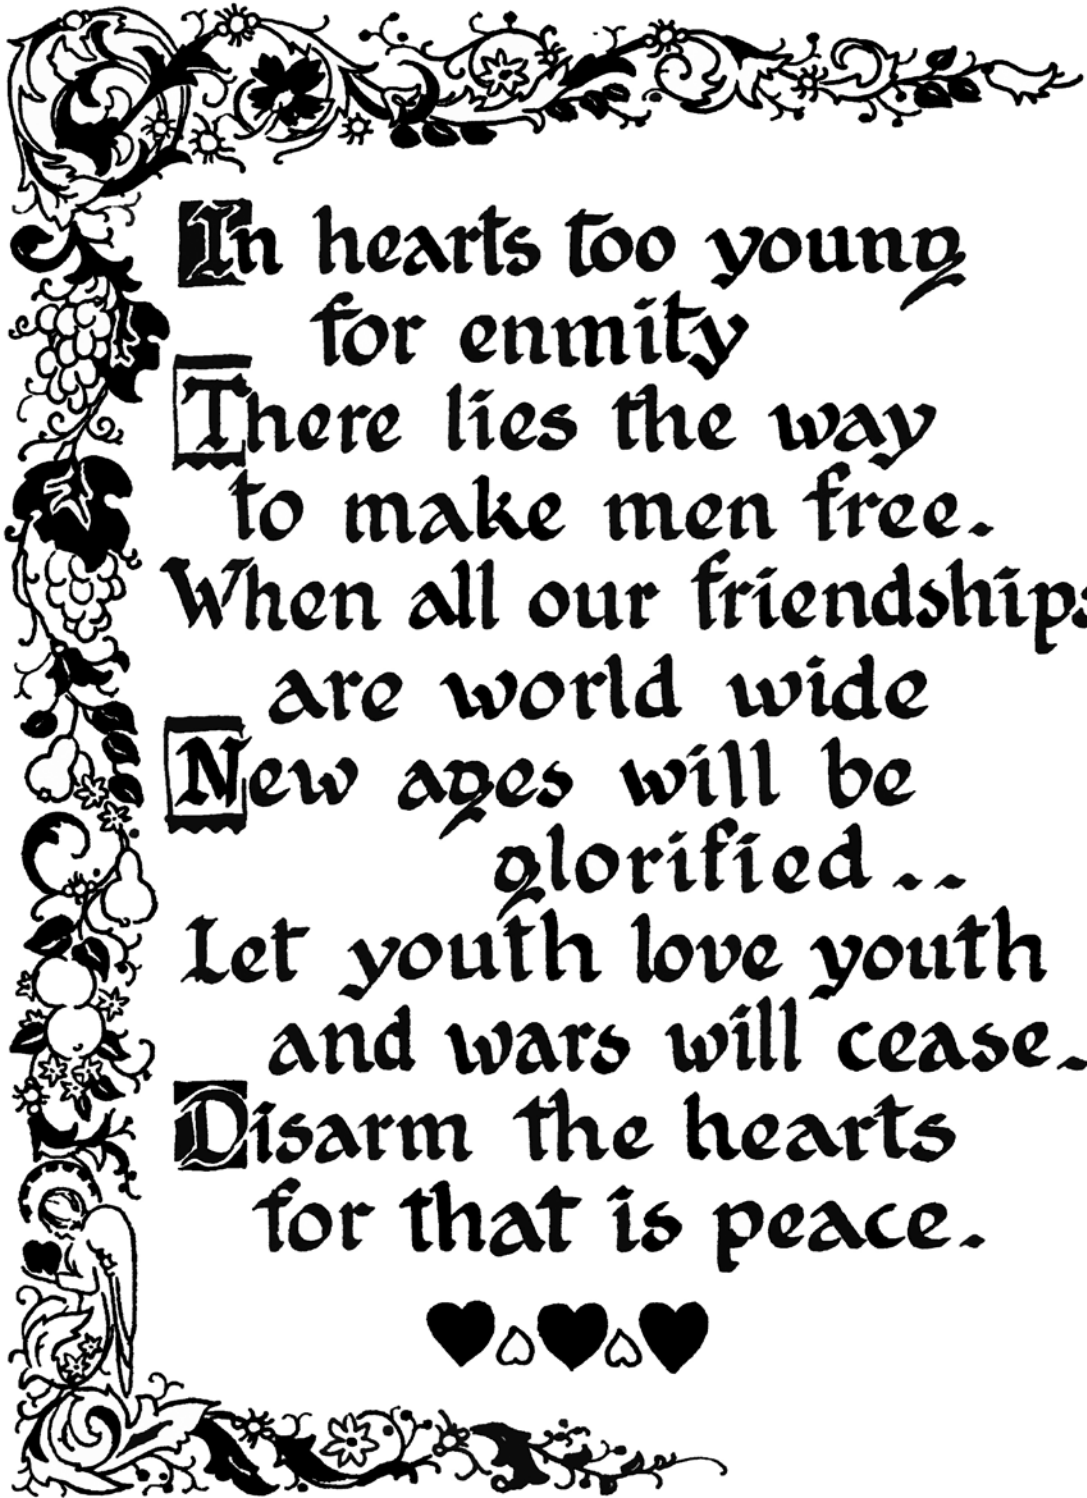 In hearts too young
for enmity
There lies the way
to make men free.
When all our friendships
are world wide
New ages will be
glorified..
Let youth love youth
and wars will cease.
Disarm the hearts
for that is peace.